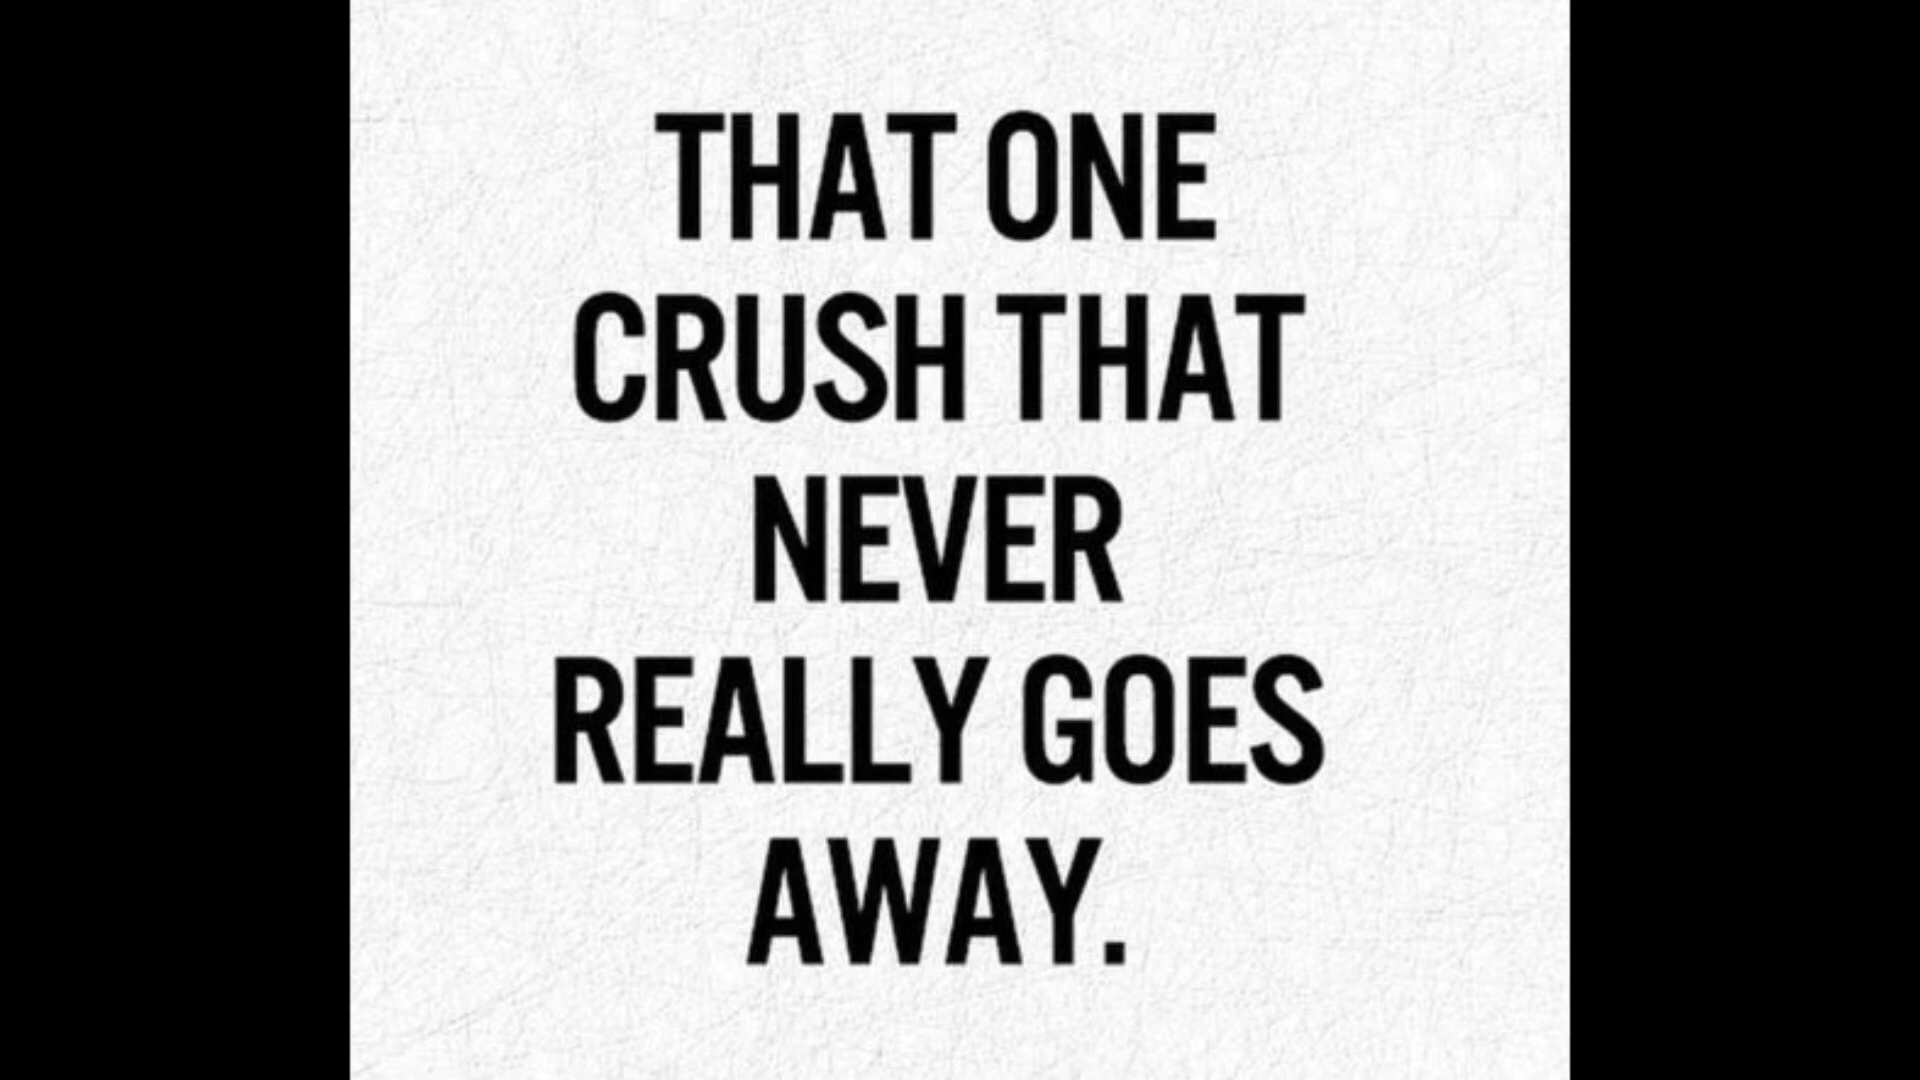 THAT ONE
CRUSH THAT
NEVER
REALLY GOES
AWAY.